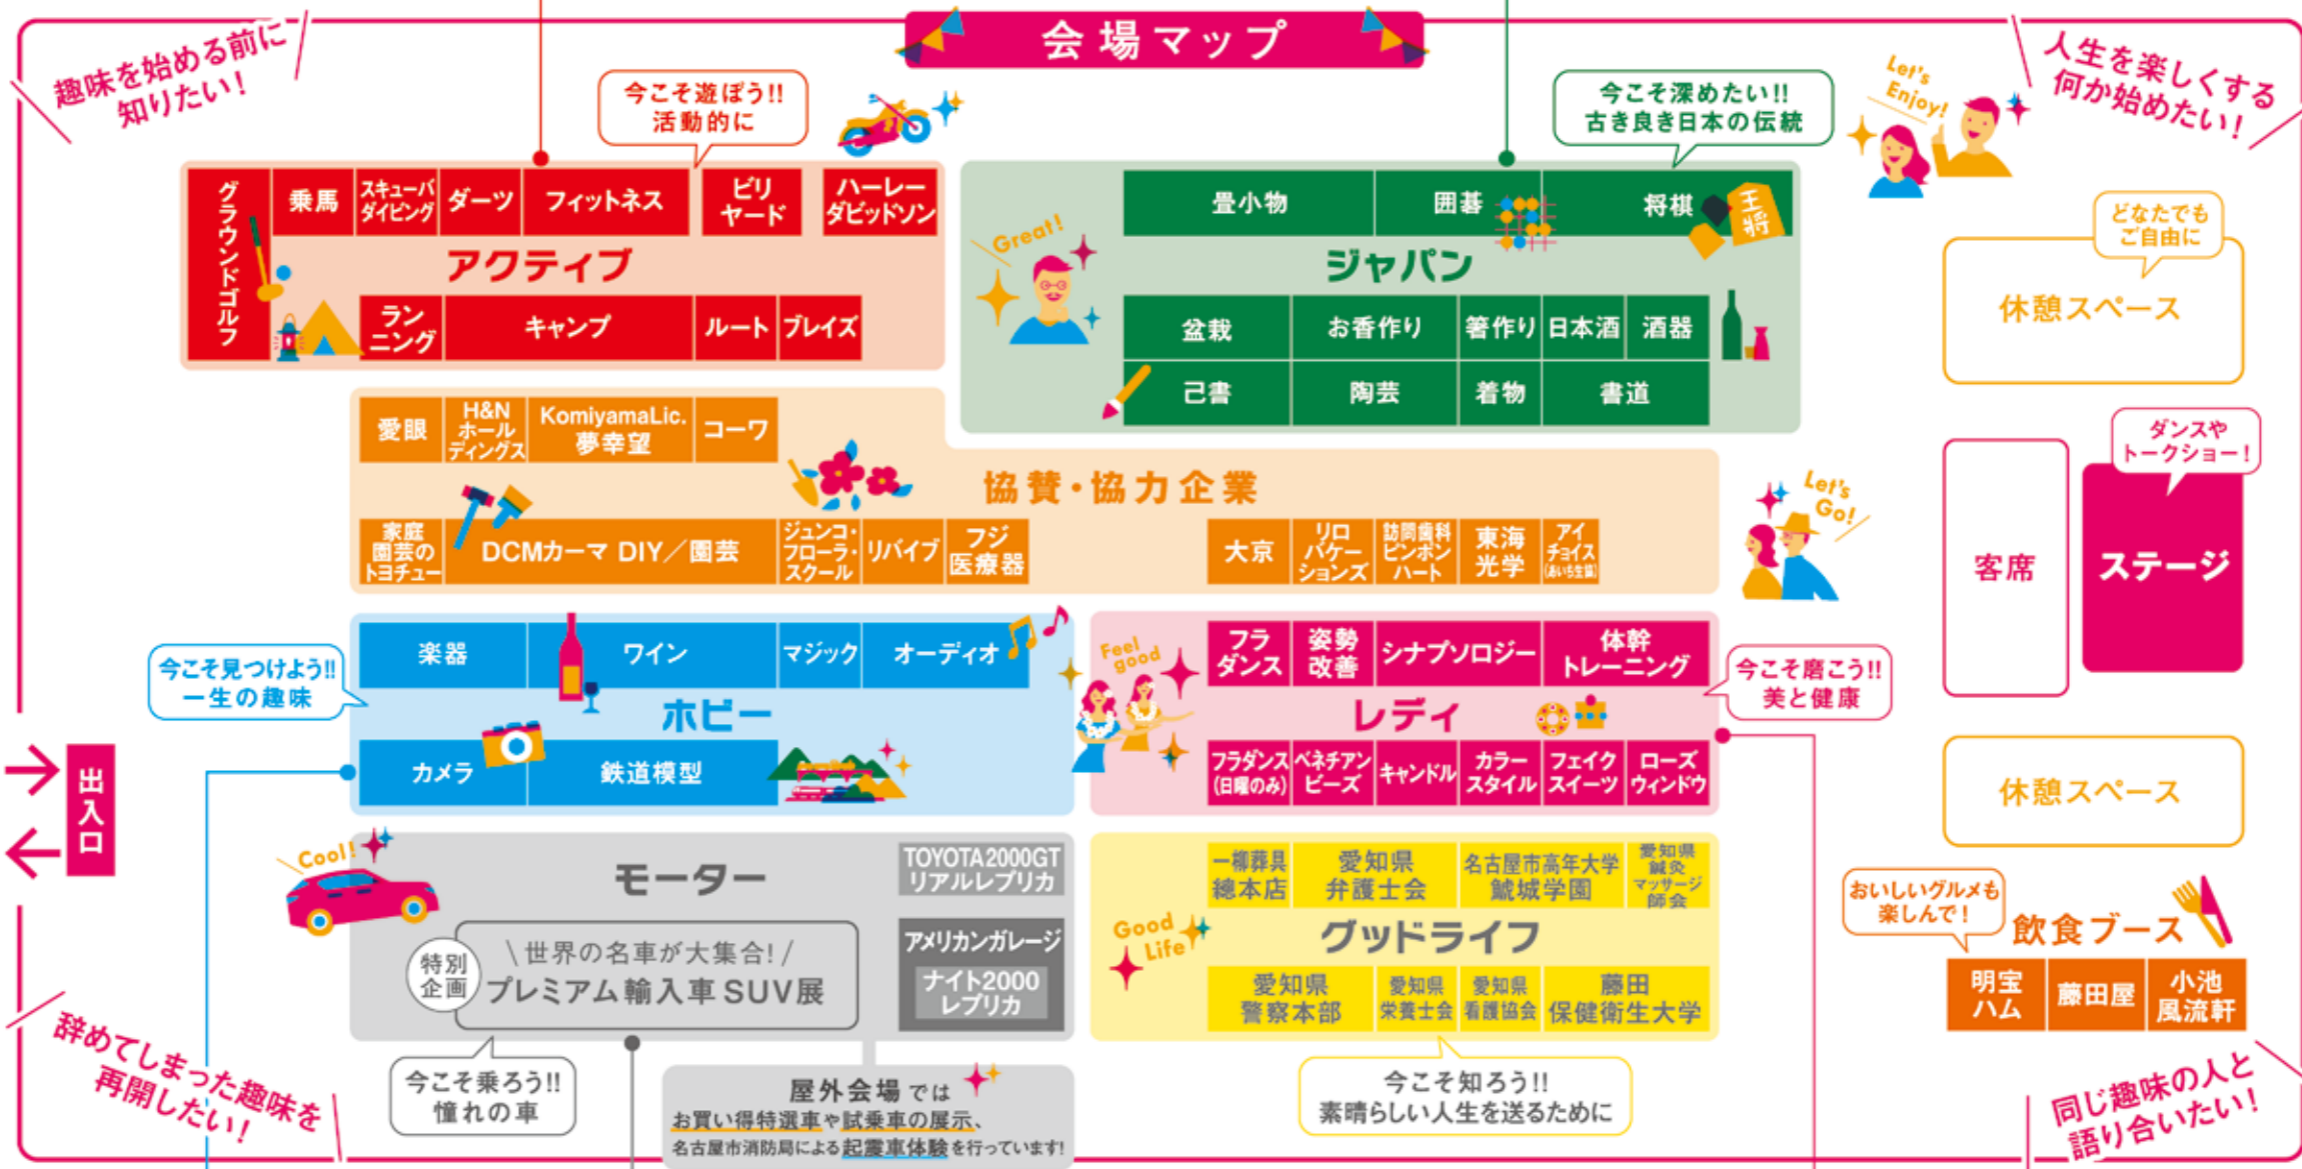 会場マップ
趣味を始める前に
知りたい!
人生を楽しくする
何か始めたい!
Let's
Enjoy!
今こそ遊ぼう!!
活動的に
グラウンドゴルフ
乗馬
スキューバ
ダイビング
ダーツ
フィットネス
ビリ
ヤード
ハーレー
ダビッドソン
アクティブ
ラン
ニング
キャンプ
ルート
ブレイズ
今こそ深めたい!!
古き良き日本の伝統
Great!
畳小物
囲碁
将棋
王将
ジャパン
盆栽
お香作り
箸作り
日本酒
酒器
己書
陶芸
着物
書道
どなたでも
ご自由に
休憩スペース
愛眼
H&N
ホール
ディングス
KomiyamaLic.
夢幸望
コーワ
協賛・協力企業
家庭
園芸の
トヨチュー
DCMカーマ DIY／園芸
ジュンコ・
フローラ・
スクール
リバイブ
フジ
医療器
大京
リロ
バケー
ションズ
訪問歯科
ピンポン
ハート
東海
光学
アイ
チョイス
(あいち生協)
Let's
Go!
ダンスや
トークショー!
客席
ステージ
今こそ見つけよう!!
一生の趣味
楽器
ワイン
マジック
オーディオ
ホビー
カメラ
鉄道模型
Feel
good
フラ
ダンス
姿勢
改善
シナプソロジー
体幹
トレーニング
レディ
今こそ磨こう!!
美と健康
フラダンス
(日曜のみ)
ベネチアン
ビーズ
キャンドル
カラー
スタイル
フェイク
スイーツ
ローズ
ウィンドウ
休憩スペース
出入口
Cool!
モーター
TOYOTA2000GT
リアルレプリカ
特別
企画
\ 世界の名車が大集合! /
プレミアム輸入車SUV展
アメリカンガレージ
ナイト2000
レプリカ
今こそ乗ろう!!
憧れの車
屋外会場では
お買い得特選車や試乗車の展示、
名古屋市消防局による起震車体験を行っています!
Good
Life
一柳葬具
總本店
愛知県
弁護士会
名古屋市高年大学
鯱城学園
愛知県
鍼灸
マッサージ
師会
グッドライフ
愛知県
警察本部
愛知県
栄養士会
愛知県
看護協会
藤田
保健衛生大学
今こそ知ろう!!
素晴らしい人生を送るために
おいしいグルメも
楽しんで!
飲食ブース
明宝
ハム
藤田屋
小池
風流軒
辞めてしまった趣味を
再開したい!
同じ趣味の人と
語り合いたい!